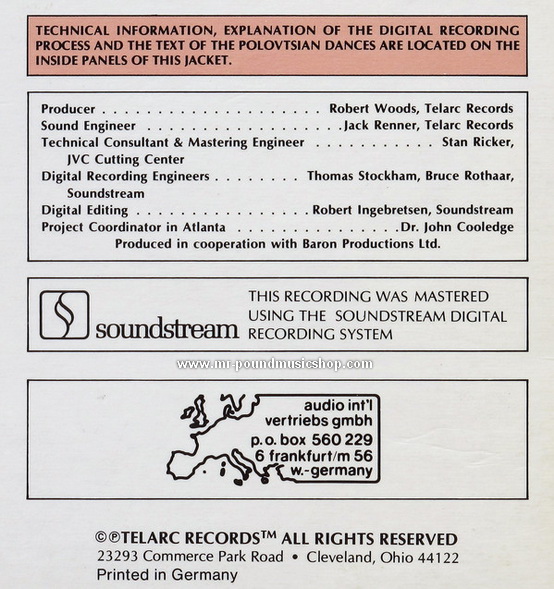 TECHNICAL INFORMATION, EXPLANATION OF THE DIGITAL RECORDING
PROCESS AND THE TEXT OF THE POLOVTSIAN DANCES ARE LOCATED ON THE
INSIDE PANELS OF THIS JACKET.
Producer . . . . . . . . . . . . . . . . . . . . . . . Robert Woods, Telarc Records
Sound Engineer . . . . . . . . . . . . . . . . . . .Jack Renner, Telarc Records
Technical Consultant & Mastering Engineer . . . . . . . . . . . Stan Ricker,
JVC Cutting Center
Digital Recording Engineers . . . . . . . . Thomas Stockham, Bruce Rothaar,
Soundstream
Digital Editing . . . . . . . . . . . . . . . . . Robert Ingebretsen, Soundstream
Project Coordinator in Atlanta . . . . . . . . . . . . . . .Dr. John Cooledge
Produced in cooperation with Baron Productions Ltd.
soundstream
THIS RECORDING WAS MASTERED
USING THE SOUNDSTREAM DIGITAL
RECORDING SYSTEM
www.mr-poundmusicshop.com
audio int'l
vertriebs gmbh
p.o. box 560 229
6 frankfurt/m 56
w.-germany
©℗TELARC RECORDS™ ALL RIGHTS RESERVED
23293 Commerce Park Road • Cleveland, Ohio 44122
Printed in Germany